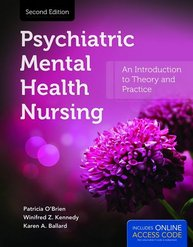 Second Edition
Psychiatric
Mental
Health
Nursing
An Introduction
to Theory and
Practice
Patricia O'Brien
Winifred Z. Kennedy
Karen A. Ballard
INCLUDES ONLINE
ACCESS CODE